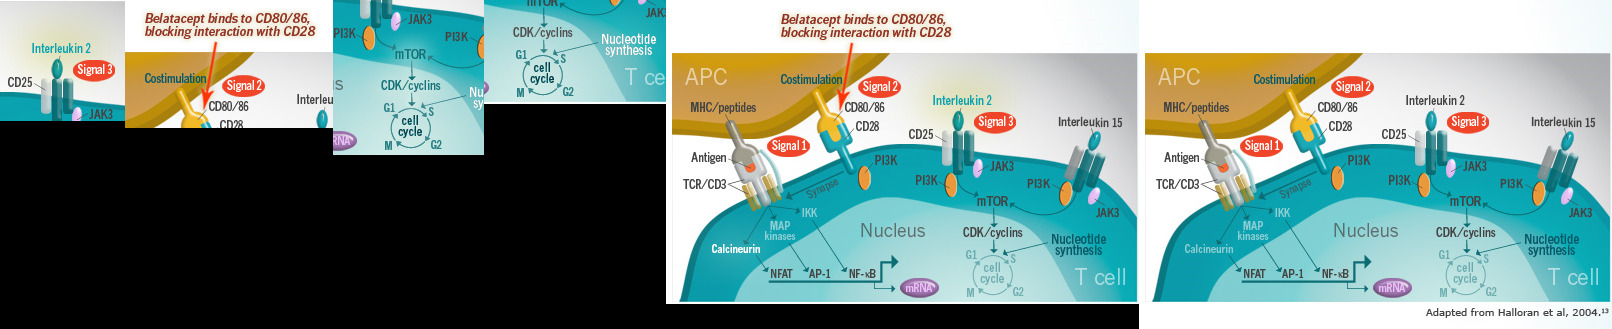 Interleukin 2
Signal 3
CD25
JAK3
Belatacept binds to CD80/86,
blocking interaction with CD28
Costimulation
Signal 2
CD80/86
CD28
Interleu
JAK3
PI3K
PI3K
mTOR
CDK/cyclins
G1
S
Nu
sy
cell
cycle
M
G2
mTOR
JAK
CDK/cyclins
Nucleotide
synthesis
G1
S
cell
cycle
T ce
M
G2
Belatacept binds to CD80/86,
blocking interaction with CD28
APC
Costimulation
Signal 2
MHC/peptides
CD80/86
Interleukin 2
CD28
Signal 3
Interleukin 15
CD25
Signal 1
Antigen
PI3K
JAK3
TCR/CD3
Synapse
PI3K
PI3K
mTOR
JAK3
IKK
MAP
kinases
Nucleus
CDK/cyclins
Calcineurin
Nucleotide
synthesis
G1
S
NFAT
AP-1
NF-κB
cell
cycle
T cell
mRNA
M
G2
APC
Costimulation
Signal 2
MHC/peptides
CD80/86
Interleukin 2
CD28
Signal 3
Interleukin 15
CD25
Signal 1
Antigen
PI3K
JAK3
TCR/CD3
Synapse
PI3K
PI3K
mTOR
JAK3
IKK
MAP
kinases
Nucleus
CDK/cyclins
Calcineurin
Nucleotide
synthesis
G1
S
NFAT
AP-1
NF-κB
cell
cycle
T cell
mRNA
M
G2
Adapted from Halloran et al, 2004.¹³